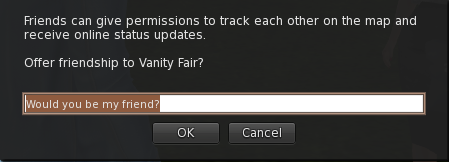 Friends can give permissions to track each other on the map and
receive online status updates.
Offer friendship to Vanity Fair?
Would you be my friend?
OK Cancel